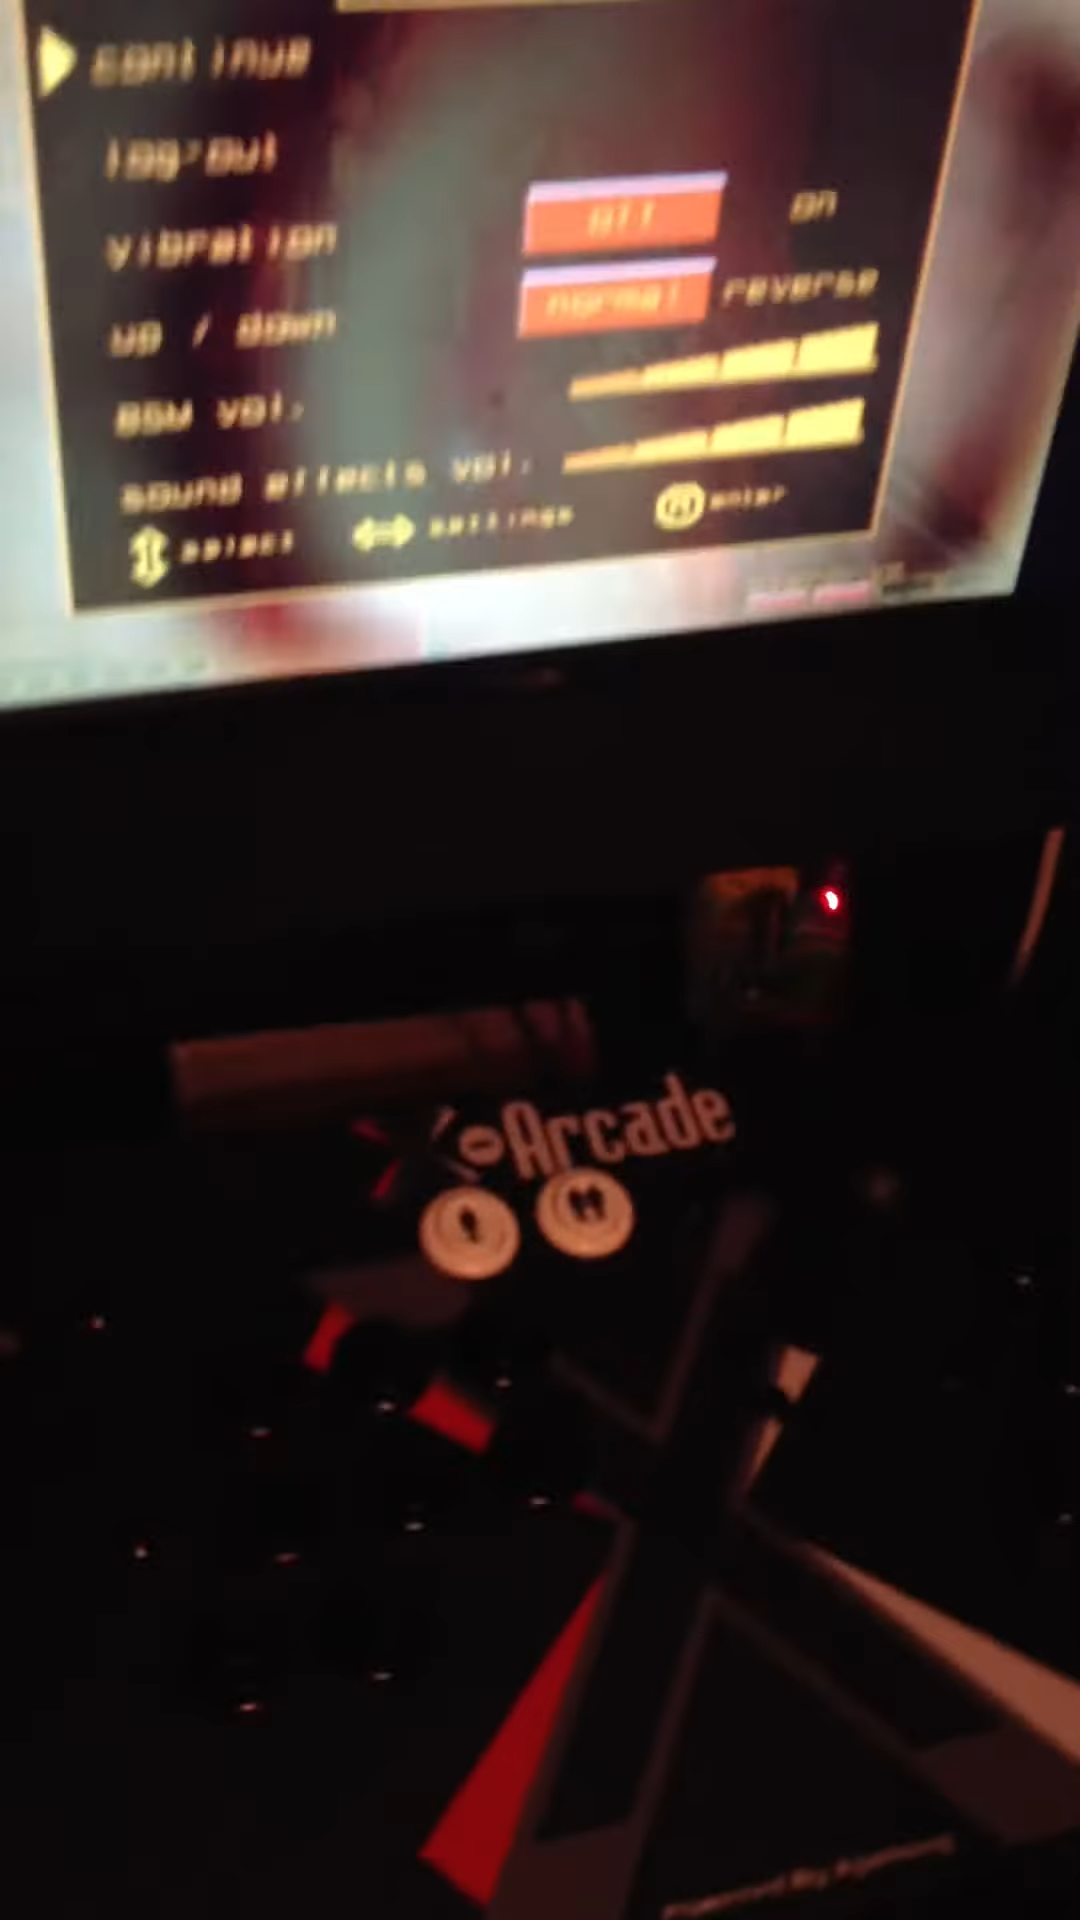 continue
log-out
vibration off on
up / down normal reverse
BGM vol.
sound effects vol.
select settings enter
X-Arcade